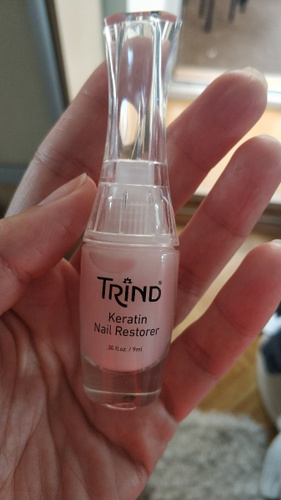 TRIND®
Keratin
Nail Restorer
.30 fl.oz. / 9ml